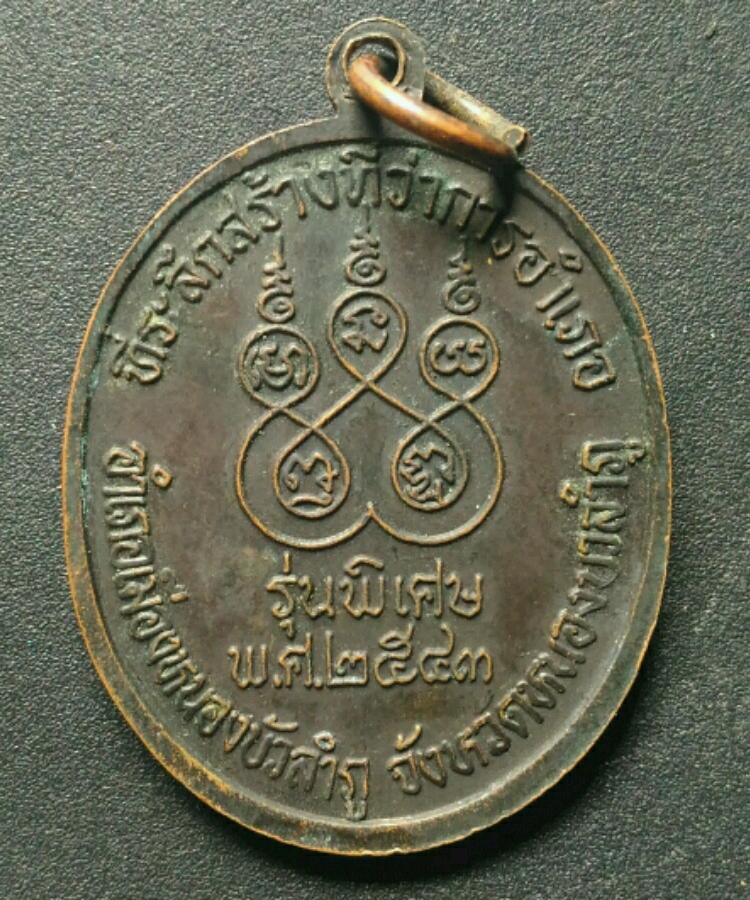 ที่ระลึกสร้างที่ว่าการอำเภอ
รุ่นพิเศษ
พ.ศ.๒๕๔๓
อำเภอเมืองหนองบัวลำภู จังหวัดหนองบัวลำภู